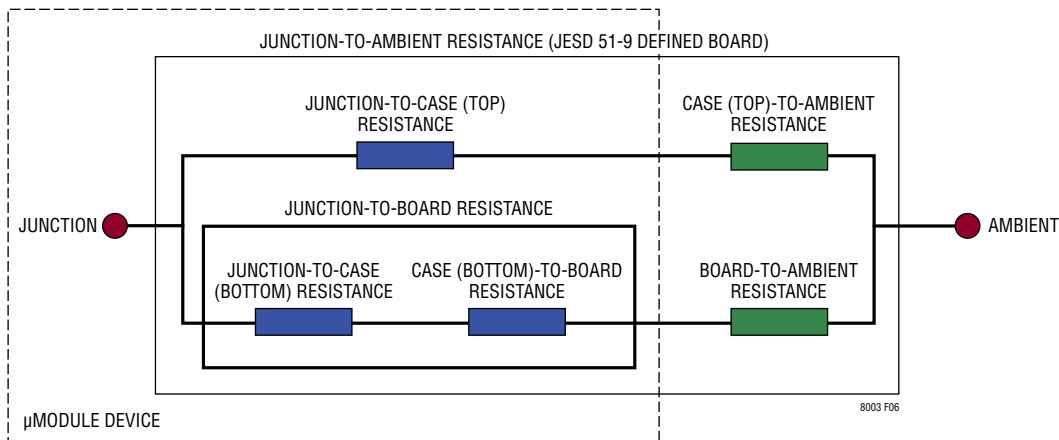 JUNCTION-TO-AMBIENT RESISTANCE (JESD 51-9 DEFINED BOARD)
JUNCTION-TO-CASE (TOP)
RESISTANCE
CASE (TOP)-TO-AMBIENT
RESISTANCE
JUNCTION
JUNCTION-TO-BOARD RESISTANCE
AMBIENT
JUNCTION-TO-CASE
(BOTTOM) RESISTANCE
CASE (BOTTOM)-TO-BOARD
RESISTANCE
BOARD-TO-AMBIENT
RESISTANCE
8003 F06
µMODULE DEVICE